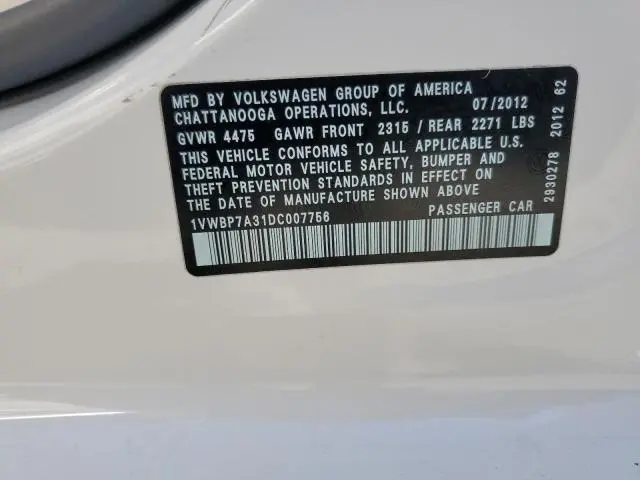 MFD BY VOLKSWAGEN GROUP OF AMERICA
CHATTANOOGA OPERATIONS, LLC. 07/2012
GVWR 4475 GAWR FRONT 2315 / REAR 2271 LBS
THIS VEHICLE CONFORMS TO ALL APPLICABLE U.S.
FEDERAL MOTOR VEHICLE SAFETY, BUMPER AND
THEFT PREVENTION STANDARDS IN EFFECT ON
THE DATE OF MANUFACTURE SHOWN ABOVE
1VWBP7A31DC007756 PASSENGER CAR
2930278 2012 62